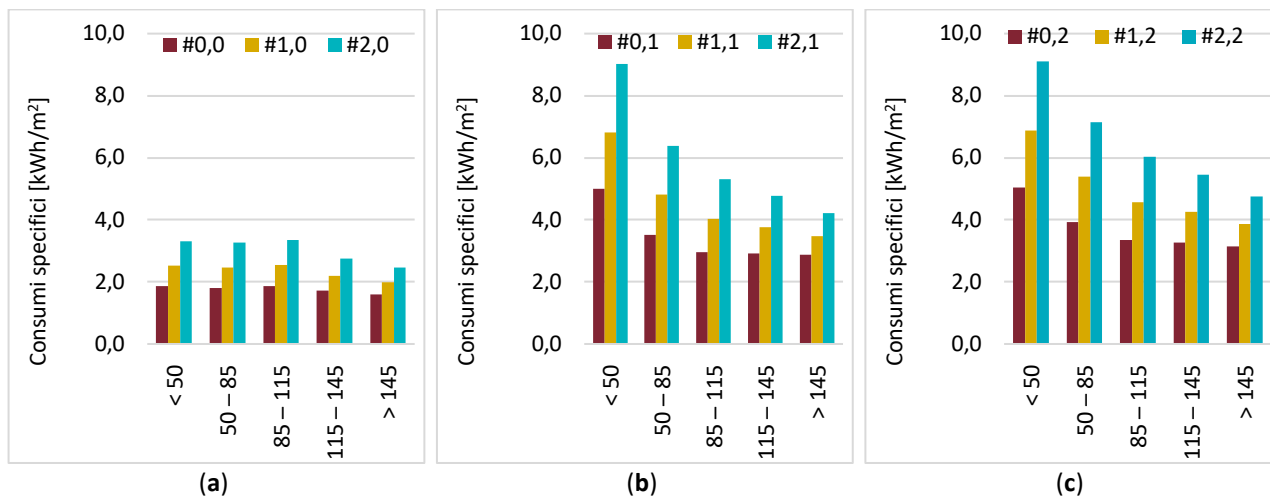 Consumi specifici [kWh/m²]
10,0
8,0
6,0
4,0
2,0
0,0
#0,0 #1,0 #2,0
< 50
50 – 85
85 – 115
115 – 145
> 145
(a)
Consumi specifici [kWh/m²]
10,0
8,0
6,0
4,0
2,0
0,0
#0,1 #1,1 #2,1
< 50
50 – 85
85 – 115
115 – 145
> 145
(b)
Consumi specifici [kWh/m²]
10,0
8,0
6,0
4,0
2,0
0,0
#0,2 #1,2 #2,2
< 50
50 – 85
85 – 115
115 – 145
> 145
(c)